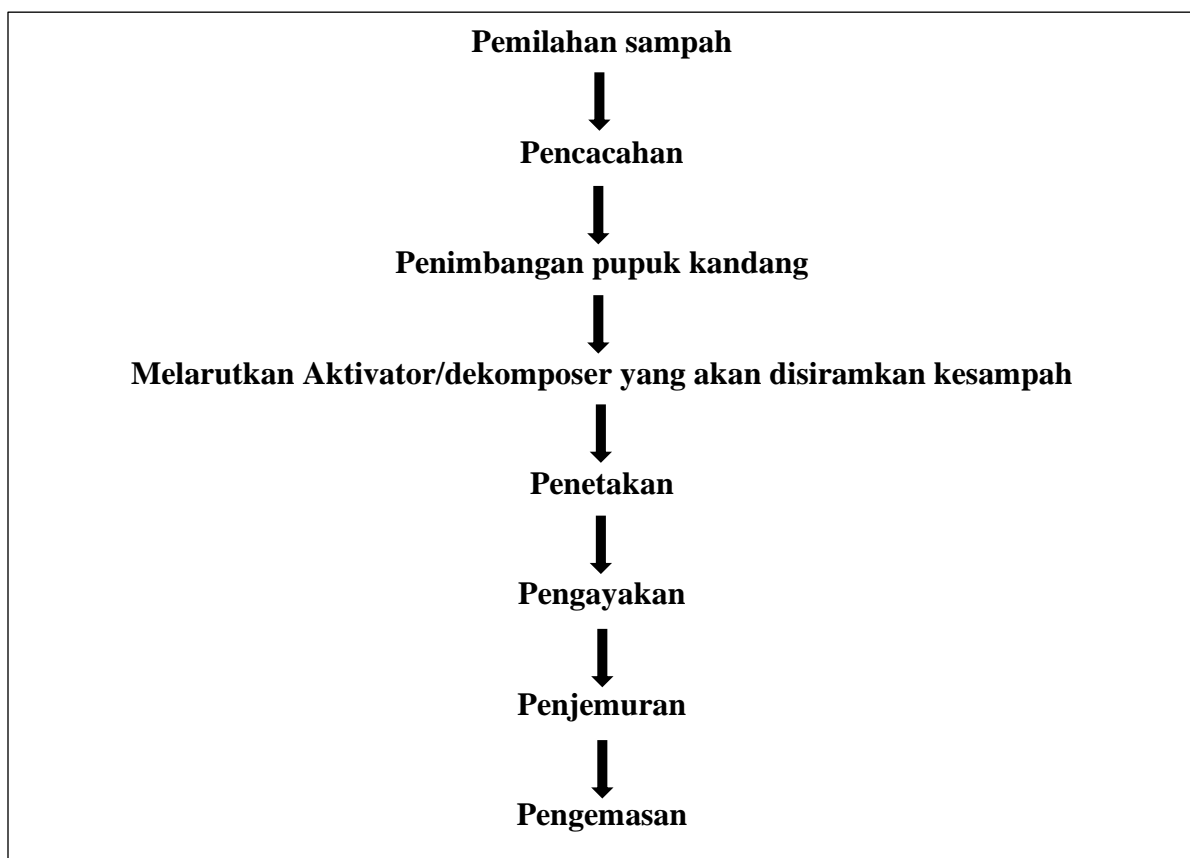 Pemilahan sampah
Pencacahan
Penimbangan pupuk kandang
Melarutkan Aktivator/dekomposer yang akan disiramkan kesampah
Penetakan
Pengayakan
Penjemuran
Pengemasan